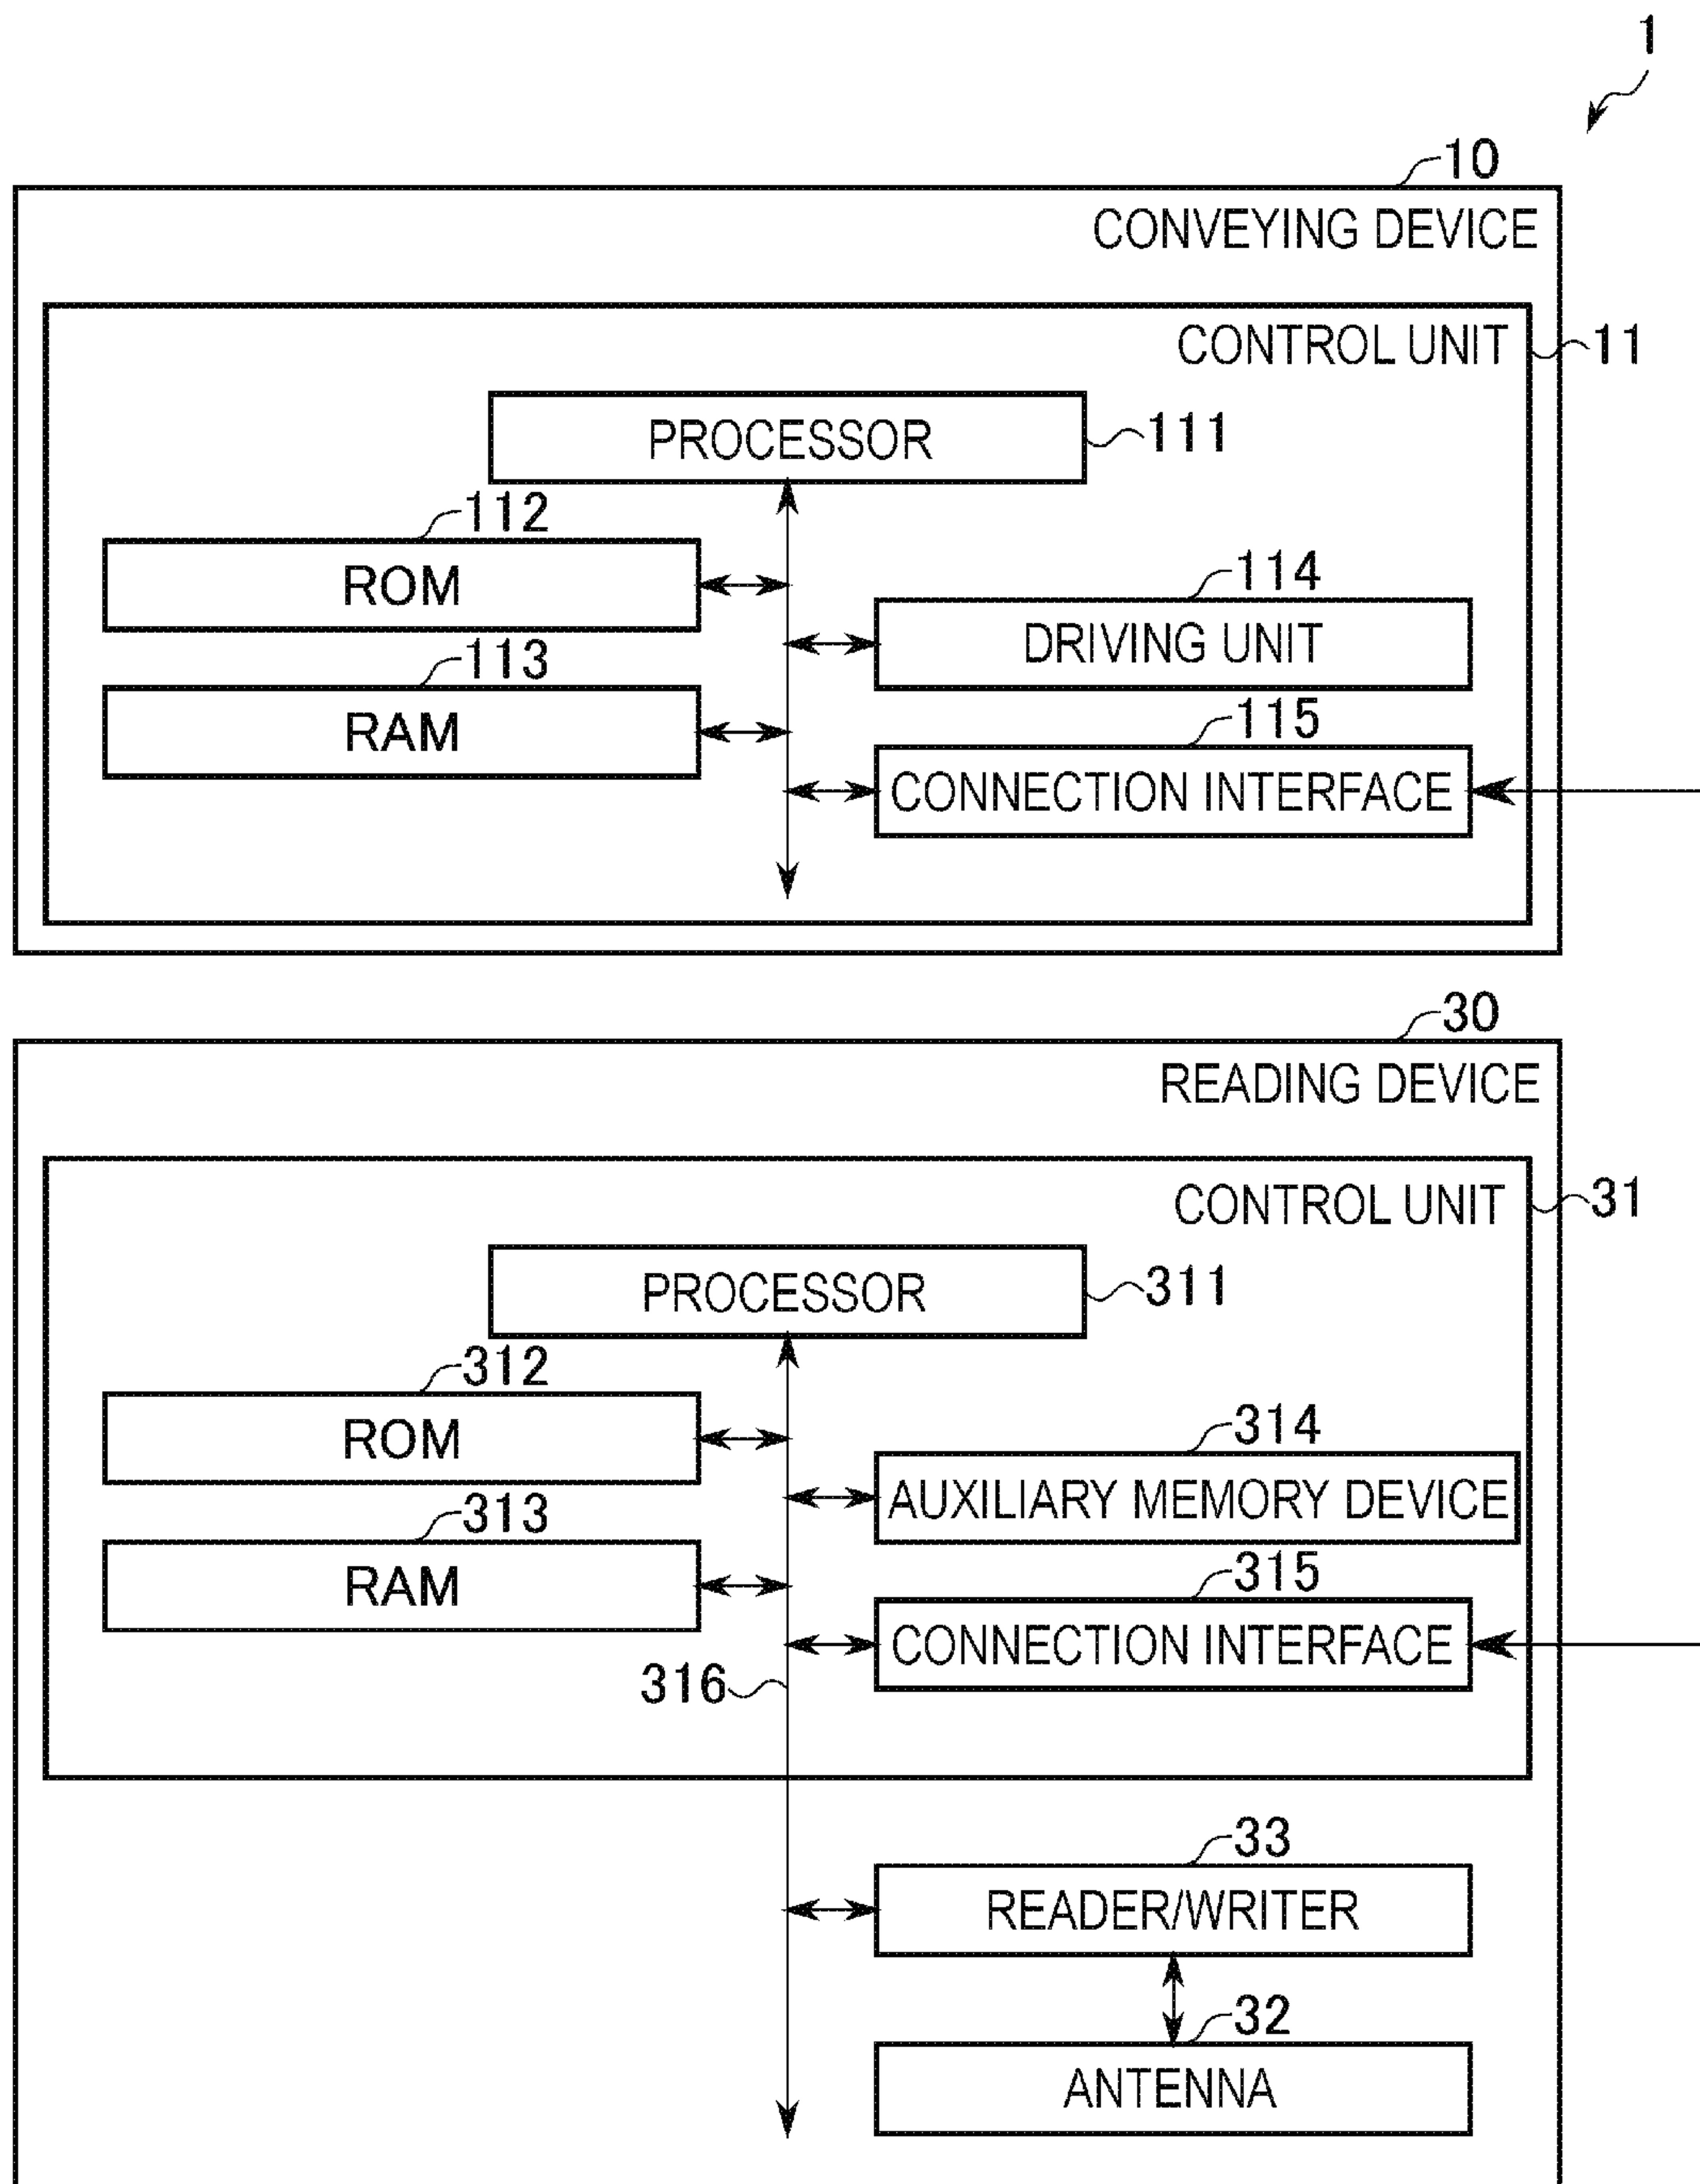 1
10
CONVEYING DEVICE
CONTROL UNIT
11
PROCESSOR
111
112
ROM
114
DRIVING UNIT
113
RAM
115
CONNECTION INTERFACE
30
READING DEVICE
CONTROL UNIT
31
PROCESSOR
311
312
ROM
314
AUXILIARY MEMORY DEVICE
313
RAM
315
CONNECTION INTERFACE
316
33
READER/WRITER
32
ANTENNA